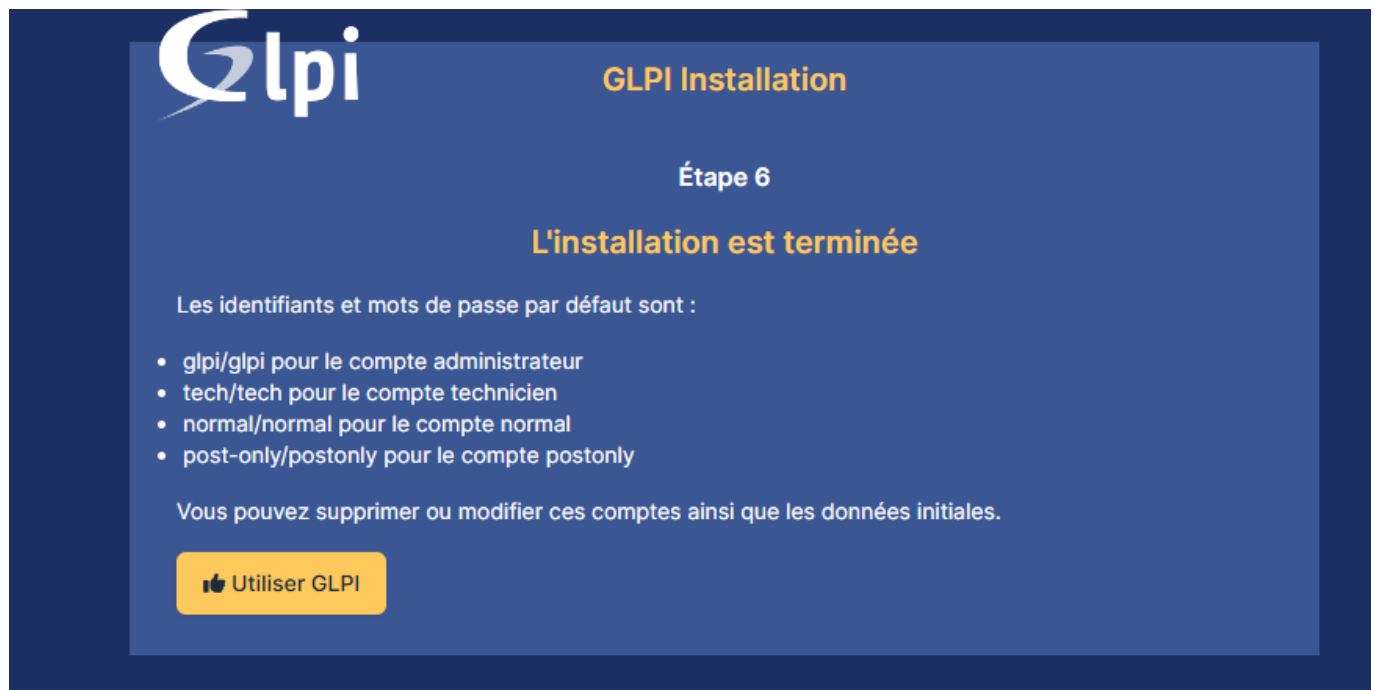 Glpi
GLPI Installation
Étape 6
L'installation est terminée
Les identifiants et mots de passe par défaut sont :
glpi/glpi pour le compte administrateur
tech/tech pour le compte technicien
normal/normal pour le compte normal
post-only/postonly pour le compte postonly
Vous pouvez supprimer ou modifier ces comptes ainsi que les données initiales.
Utiliser GLPI